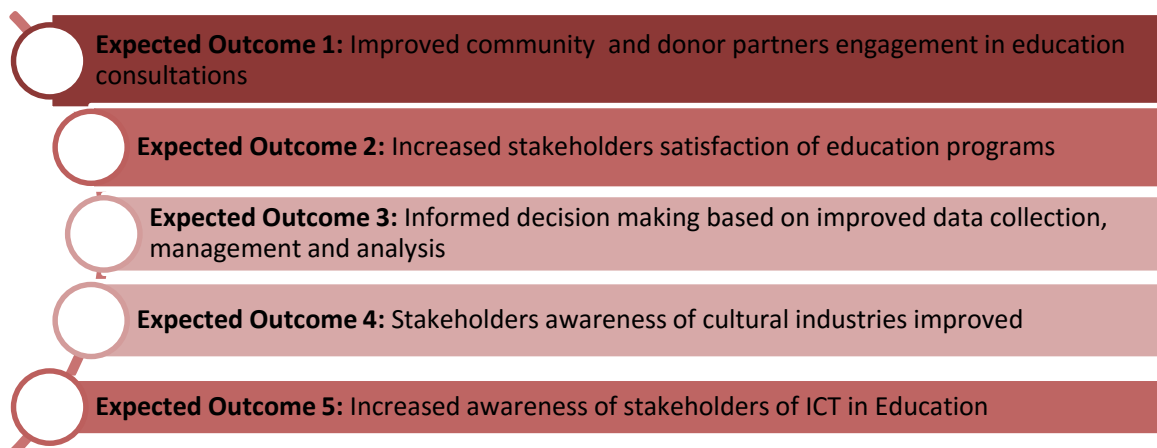 Expected Outcome 1: Improved community and donor partners engagement in education
consultations
Expected Outcome 2: Increased stakeholders satisfaction of education programs
Expected Outcome 3: Informed decision making based on improved data collection,
management and analysis
Expected Outcome 4: Stakeholders awareness of cultural industries improved
Expected Outcome 5: Increased awareness of stakeholders of ICT in Education